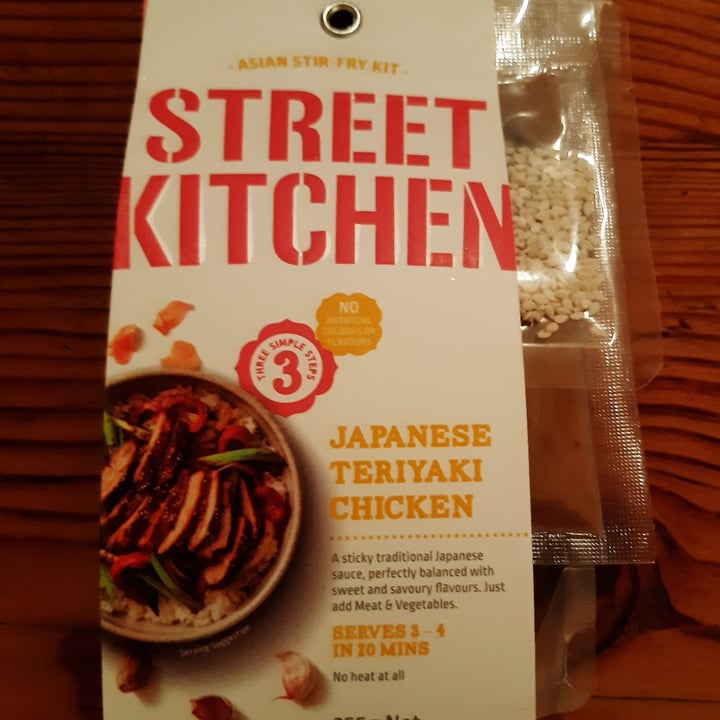 · ASIAN STIR-FRY KIT ·
STREET
KITCHEN
NO
ARTIFICIAL
COLOURS OR
FLAVOURS
THREE SIMPLE STEPS
3
JAPANESE
TERIYAKI
CHICKEN
A sticky traditional Japanese
sauce, perfectly balanced with
sweet and savoury flavours. Just
add Meat & Vegetables.
SERVES 3 - 4
IN 20 MINS
Serving Suggestion
No heat at all
Net